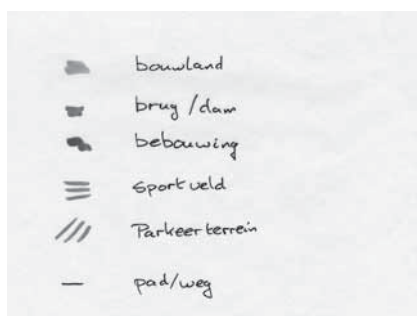 bouwland
brug/dam
bebouwing
sportveld
Parkeerterrein
pad/weg